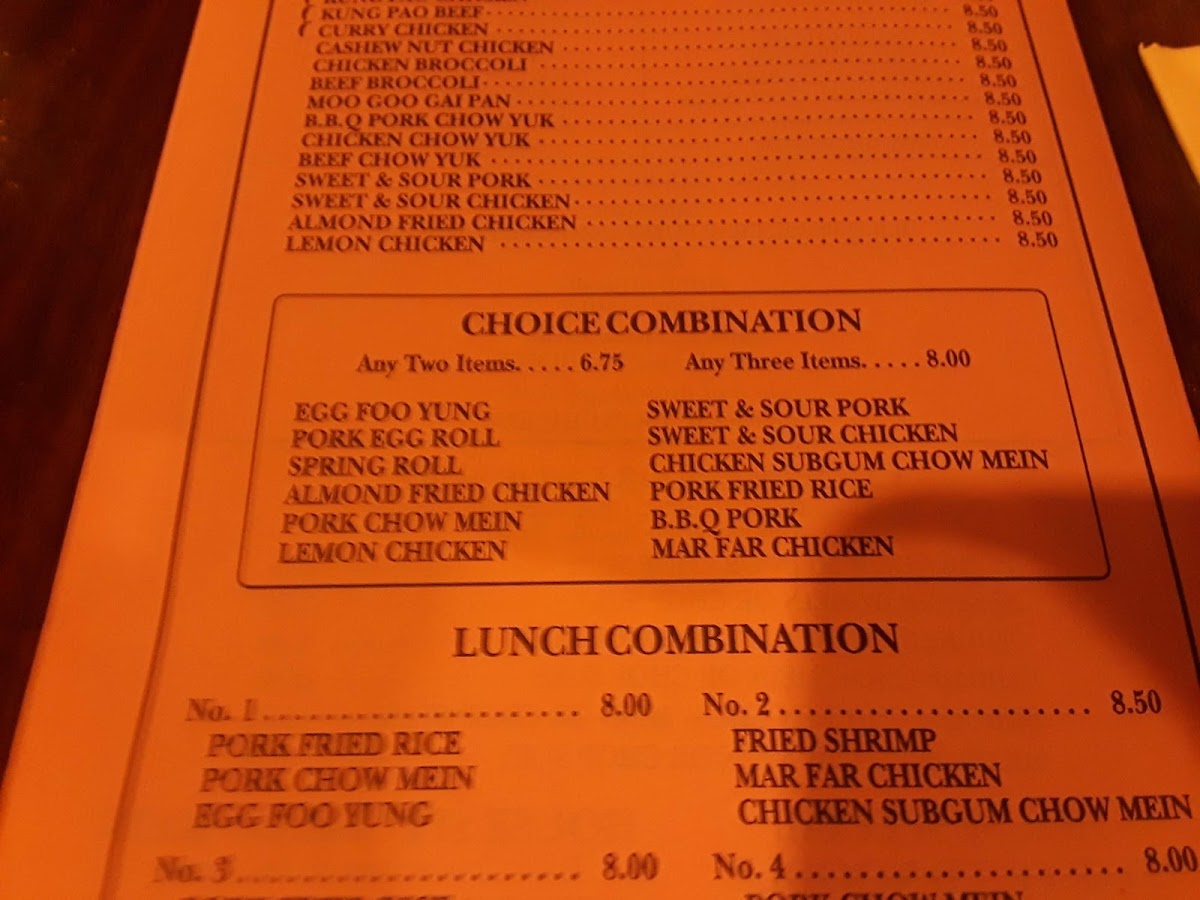 KUNG PAO BEEF 8.50
CURRY CHICKEN 8.50
CASHEW NUT CHICKEN 8.50
CHICKEN BROCCOLI 8.50
BEEF BROCCOLI 8.50
MOO GOO GAI PAN 8.50
B.B.Q PORK CHOW YUK 8.50
CHICKEN CHOW YUK 8.50
BEEF CHOW YUK 8.50
SWEET & SOUR PORK 8.50
SWEET & SOUR CHICKEN 8.50
ALMOND FRIED CHICKEN 8.50
LEMON CHICKEN 8.50
CHOICE COMBINATION
Any Two Items. . . . . 6.75 Any Three Items. . . . . 8.00
EGG FOO YUNG
PORK EGG ROLL
SPRING ROLL
ALMOND FRIED CHICKEN
PORK CHOW MEIN
LEMON CHICKEN
SWEET & SOUR PORK
SWEET & SOUR CHICKEN
CHICKEN SUBGUM CHOW MEIN
PORK FRIED RICE
B.B.Q PORK
MAR FAR CHICKEN
LUNCH COMBINATION
No. 1 8.00
PORK FRIED RICE
PORK CHOW MEIN
EGG FOO YUNG
No. 2 8.50
FRIED SHRIMP
MAR FAR CHICKEN
CHICKEN SUBGUM CHOW MEIN
No. 3 8.00
No. 4 8.00
PORK CHOW MEIN